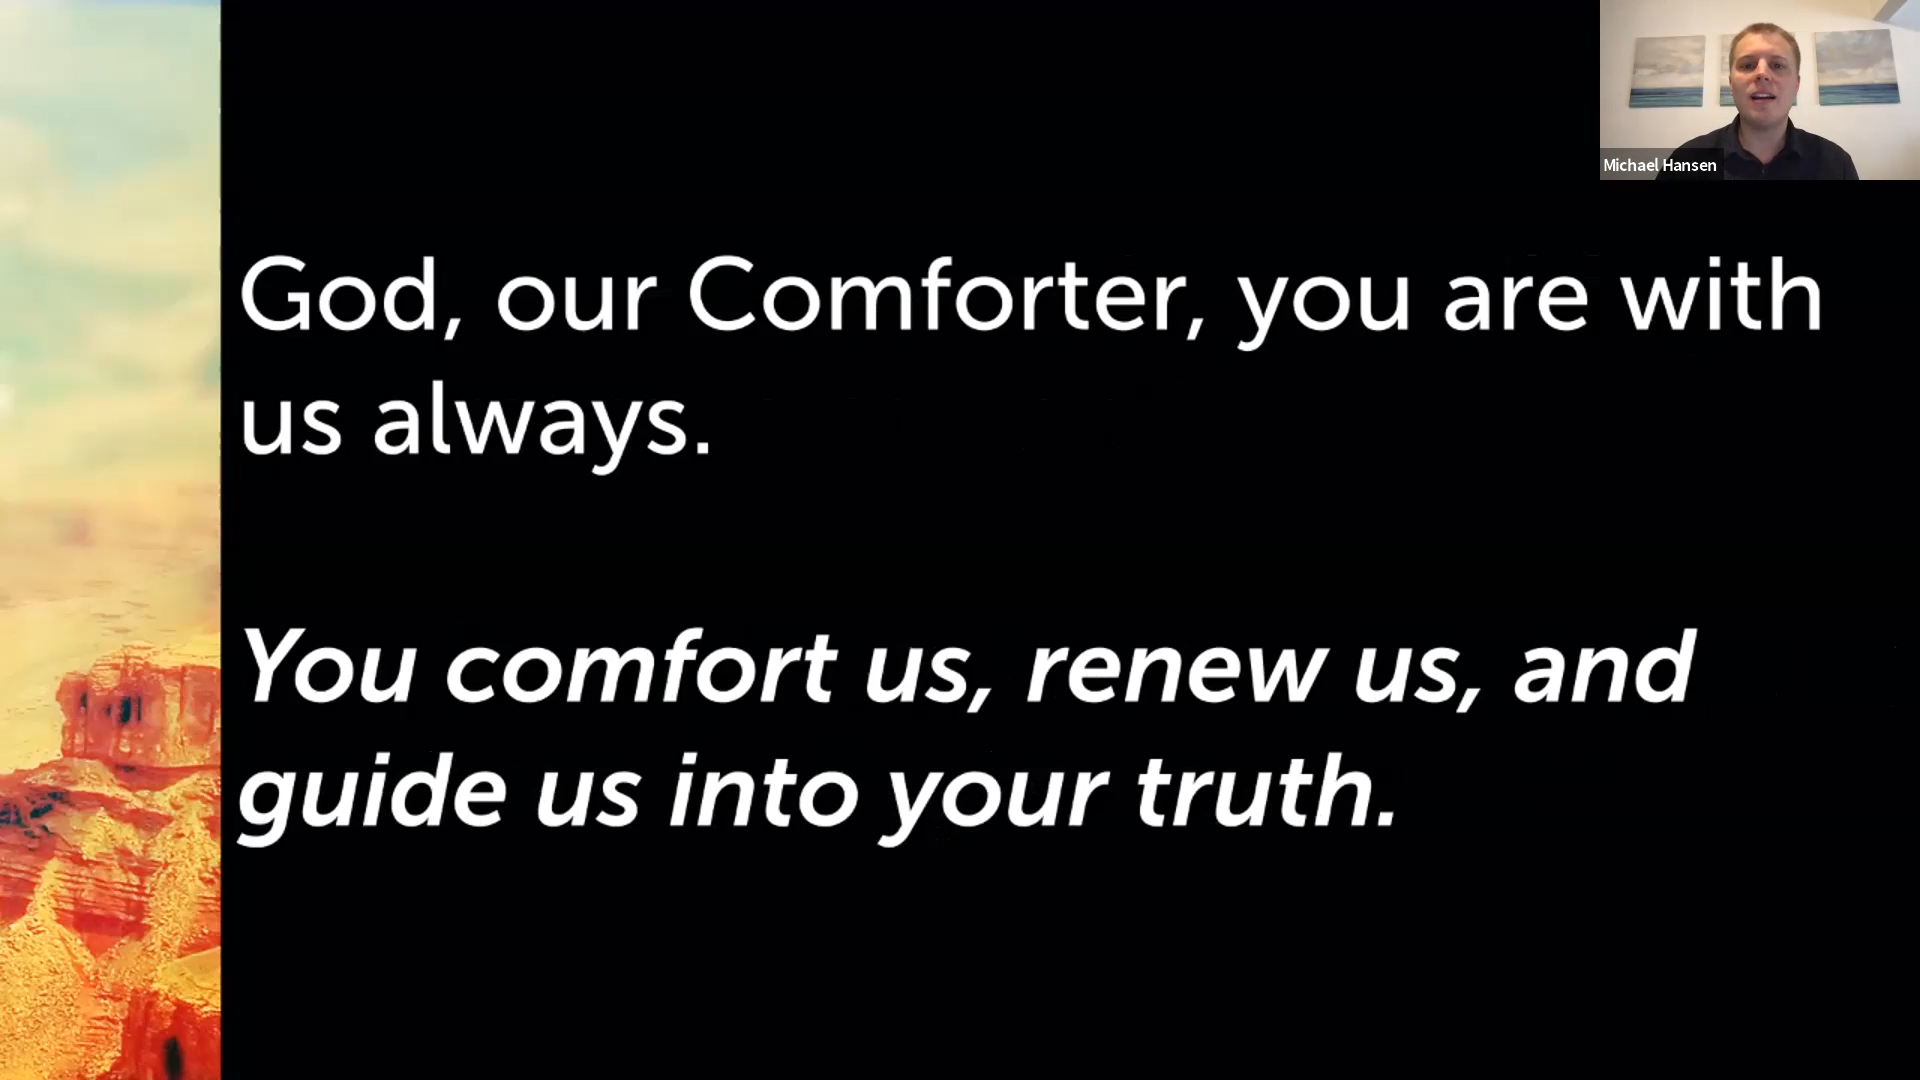 Michael Hansen
God, our Comforter, you are with
us always.
You comfort us, renew us, and
guide us into your truth.